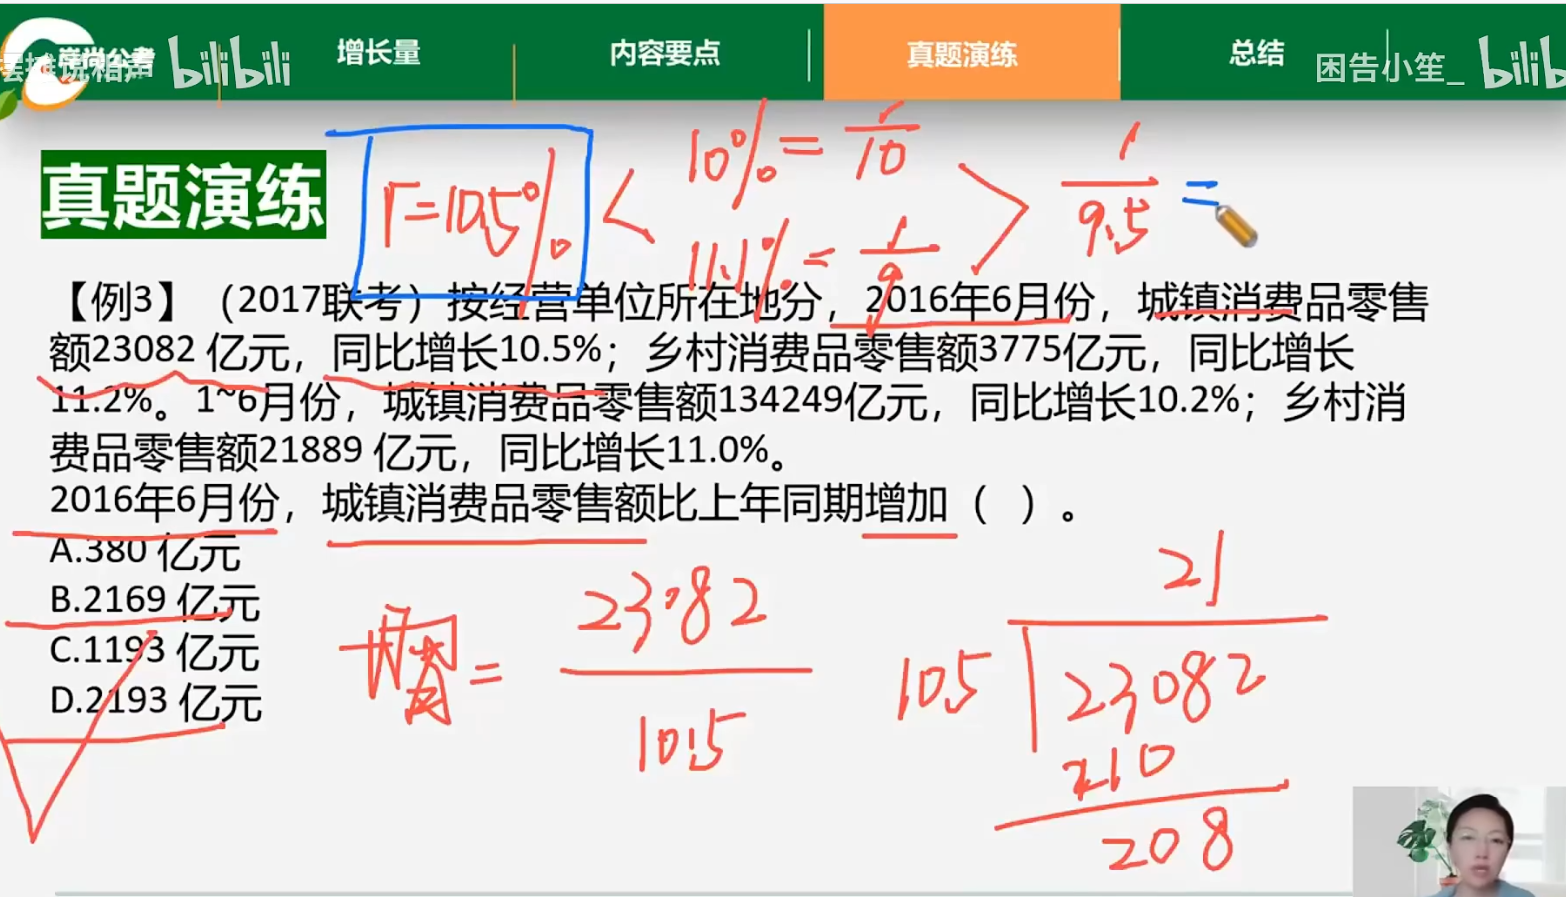 增长量 内容要点 真题演练 总结
bilibili 困告小笙_ bilib
真题演练
r=10.5% < 10%=1/10 > 1/9.5 =
11.1%=1/9
【例3】（2017联考）按经营单位所在地分，2016年6月份，城镇消费品零售
额23082 亿元，同比增长10.5%；乡村消费品零售额3775亿元，同比增长
11.2%。1~6月份，城镇消费品零售额134249亿元，同比增长10.2%；乡村消
费品零售额21889 亿元，同比增长11.0%。
2016年6月份，城镇消费品零售额比上年同期增加（ ）。
A.380 亿元
B.2169 亿元
C.1193 亿元
D.2193 亿元
= 23082
10.5
21
105 23082
210
208